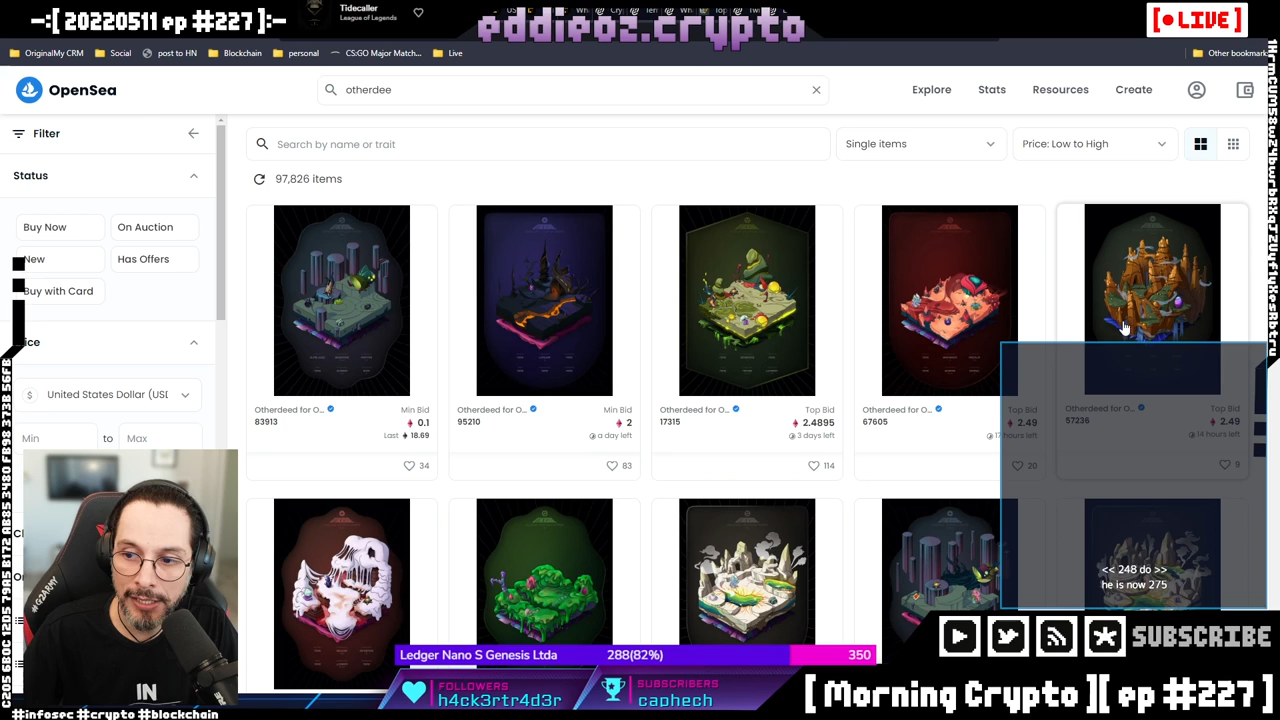 -:[ 20220511 ep #227 ]:-
Tidecaller
League of Legends
eddieoz.crypto
[ ● LIVE ]
OriginalMy CRM
Social
post to HN
Blockchain
personal
CS:GO Major Match...
Live
Other bookmark
OpenSea
otherdee
Explore
Stats
Resources
Create
Filter
Search by name or trait
Single items
Price: Low to High
97,826 items
Status
Buy Now
On Auction
New
Has Offers
Buy with Card
ice
$
United States Dollar (USD
Min
to
Max
Otherdeed for O...
Min Bid
83913
0.1
Last
18.69
34
Otherdeed for O...
Min Bid
95210
2
a day left
83
Otherdeed for O...
Top Bid
17315
2.4895
3 days left
114
Otherdeed for O...
Top Bid
67605
2.49
17 hours left
20
Otherdeed for O...
Top Bid
57236
2.49
14 hours left
9
<< 248 do >>
he is now 275
#G2ARMY
IN
SUBSCRIBE
Ledger Nano S Genesis Ltda
288(82%)
350
FOLLOWERS
h4ck3rtr4d3r
SUBSCRIBERS
caphech
[ Morning Crypto ][ ep #227 ]
#infosec #crypto #blockchain